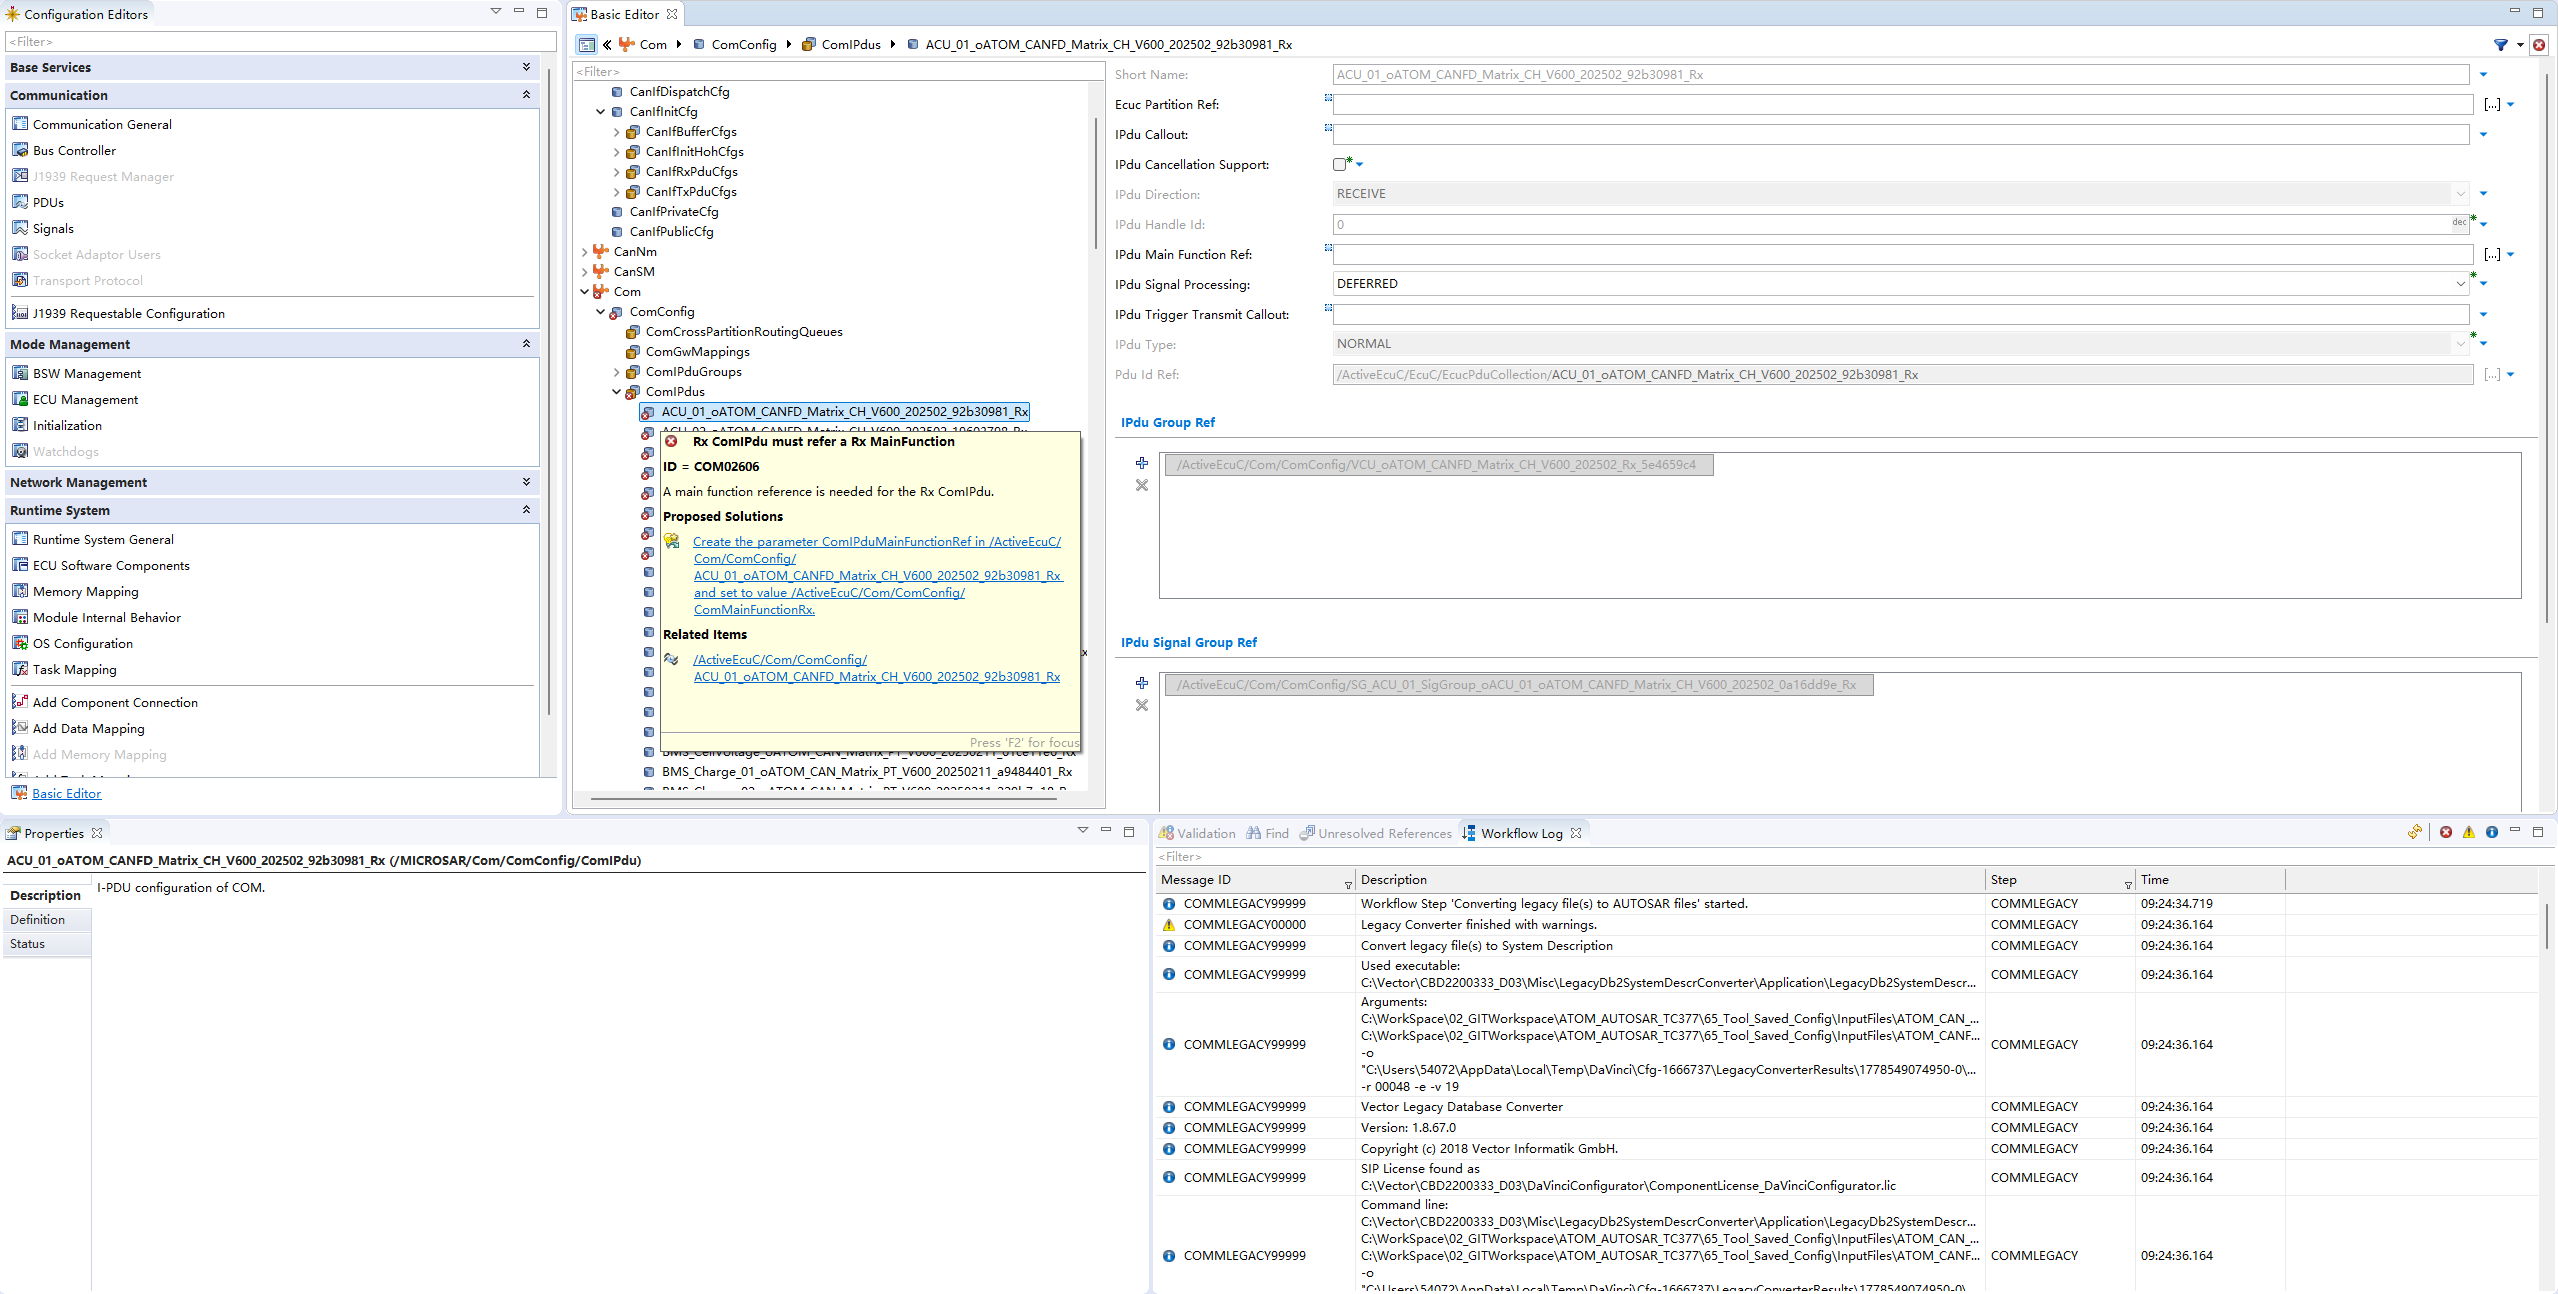 Configuration Editors
<Filter>
Base Services
Communication
Communication General
Bus Controller
J1939 Request Manager
PDUs
Signals
Socket Adaptor Users
Transport Protocol
J1939 Requestable Configuration
Mode Management
BSW Management
ECU Management
Initialization
Watchdogs
Network Management
Runtime System
Runtime System General
ECU Software Components
Memory Mapping
Module Internal Behavior
OS Configuration
Task Mapping
Add Component Connection
Add Data Mapping
Add Memory Mapping
Basic Editor
Basic Editor
Com ComConfig ComIPdus ACU_01_oATOM_CANFD_Matrix_CH_V600_202502_92b30981_Rx
<Filter>
CanIfDispatchCfg
CanIfInitCfg
CanIfBufferCfgs
CanIfInitHohCfgs
CanIfRxPduCfgs
CanIfTxPduCfgs
CanIfPrivateCfg
CanIfPublicCfg
CanNm
CanSM
Com
ComConfig
ComCrossPartitionRoutingQueues
ComGwMappings
ComIPduGroups
ComIPdus
ACU_01_oATOM_CANFD_Matrix_CH_V600_202502_92b30981_Rx
Rx ComIPdu must refer a Rx MainFunction
ID = COM02606
A main function reference is needed for the Rx ComIPdu.
Proposed Solutions
Create the parameter ComIPduMainFunctionRef in /ActiveEcuC/
Com/ComConfig/
ACU_01_oATOM_CANFD_Matrix_CH_V600_202502_92b30981_Rx
and set to value /ActiveEcuC/Com/ComConfig/
ComMainFunctionRx.
Related Items
/ActiveEcuC/Com/ComConfig/
ACU_01_oATOM_CANFD_Matrix_CH_V600_202502_92b30981_Rx
Press 'F2' for focus
BMS_Charge_01_oATOM_CAN_Matrix_PT_V600_20250211_a9484401_Rx
Short Name: ACU_01_oATOM_CANFD_Matrix_CH_V600_202502_92b30981_Rx
Ecuc Partition Ref: [...]
IPdu Callout:
IPdu Cancellation Support:
IPdu Direction: RECEIVE
IPdu Handle Id: 0 dec
IPdu Main Function Ref: [...]
IPdu Signal Processing: DEFERRED
IPdu Trigger Transmit Callout:
IPdu Type: NORMAL
Pdu Id Ref: /ActiveEcuC/EcuC/EcucPduCollection/ACU_01_oATOM_CANFD_Matrix_CH_V600_202502_92b30981_Rx [...]
IPdu Group Ref
/ActiveEcuC/Com/ComConfig/VCU_oATOM_CANFD_Matrix_CH_V600_202502_Rx_5e4659c4
IPdu Signal Group Ref
/ActiveEcuC/Com/ComConfig/SG_ACU_01_SigGroup_oACU_01_oATOM_CANFD_Matrix_CH_V600_202502_0a16dd9e_Rx
Properties
ACU_01_oATOM_CANFD_Matrix_CH_V600_202502_92b30981_Rx (/MICROSAR/Com/ComConfig/ComIPdu)
Description I-PDU configuration of COM.
Definition
Status
Validation Find Unresolved References Workflow Log
<Filter>
Message ID Description Step Time
COMMLEGACY99999 Workflow Step 'Converting legacy file(s) to AUTOSAR files' started. COMMLEGACY 09:24:34.719
COMMLEGACY00000 Legacy Converter finished with warnings. COMMLEGACY 09:24:36.164
COMMLEGACY99999 Convert legacy file(s) to System Description COMMLEGACY 09:24:36.164
Used executable:
COMMLEGACY99999 C:\Vector\CBD2200333_D03\Misc\LegacyDb2SystemDescrConverter\Application\LegacyDb2SystemDescr... COMMLEGACY 09:24:36.164
Arguments:
C:\WorkSpace\02_GITWorkspace\ATOM_AUTOSAR_TC377\65_Tool_Saved_Config\InputFiles\ATOM_CAN_...
C:\WorkSpace\02_GITWorkspace\ATOM_AUTOSAR_TC377\65_Tool_Saved_Config\InputFiles\ATOM_CANF...
COMMLEGACY99999 -o COMMLEGACY 09:24:36.164
"C:\Users\54072\AppData\Local\Temp\DaVinci\Cfg-1666737\LegacyConverterResults\1778549074950-0\...
-r 00048 -e -v 19
COMMLEGACY99999 Vector Legacy Database Converter COMMLEGACY 09:24:36.164
COMMLEGACY99999 Version: 1.8.67.0 COMMLEGACY 09:24:36.164
COMMLEGACY99999 Copyright (c) 2018 Vector Informatik GmbH. COMMLEGACY 09:24:36.164
SIP License found as
COMMLEGACY99999 C:\Vector\CBD2200333_D03\DaVinciConfigurator\ComponentLicense_DaVinciConfigurator.lic COMMLEGACY 09:24:36.164
Command line:
C:\Vector\CBD2200333_D03\Misc\LegacyDb2SystemDescrConverter\Application\LegacyDb2SystemDescr...
C:\WorkSpace\02_GITWorkspace\ATOM_AUTOSAR_TC377\65_Tool_Saved_Config\InputFiles\ATOM_CAN_...
COMMLEGACY99999 C:\WorkSpace\02_GITWorkspace\ATOM_AUTOSAR_TC377\65_Tool_Saved_Config\InputFiles\ATOM_CANF... COMMLEGACY 09:24:36.164
-o
"C:\Users\54072\AppData\Local\Temp\DaVinci\Cfg-1666737\LegacyConverterResults\1778549074950-0\...